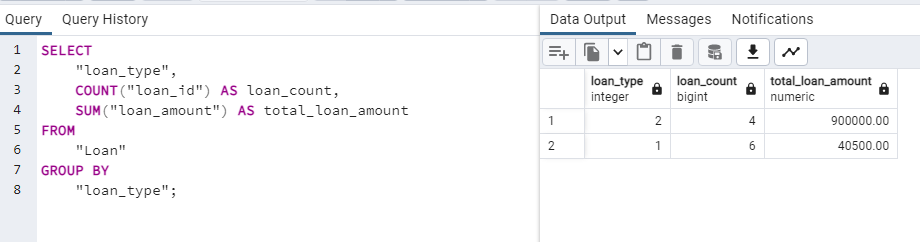 Query Query History
1 SELECT
2 "loan_type",
3 COUNT("loan_id") AS loan_count,
4 SUM("loan_amount") AS total_loan_amount
5 FROM
6 "Loan"
7 GROUP BY
8 "loan_type";
Data Output Messages Notifications
loan_type loan_count total_loan_amount
integer bigint numeric
1 2 4 900000.00
2 1 6 40500.00